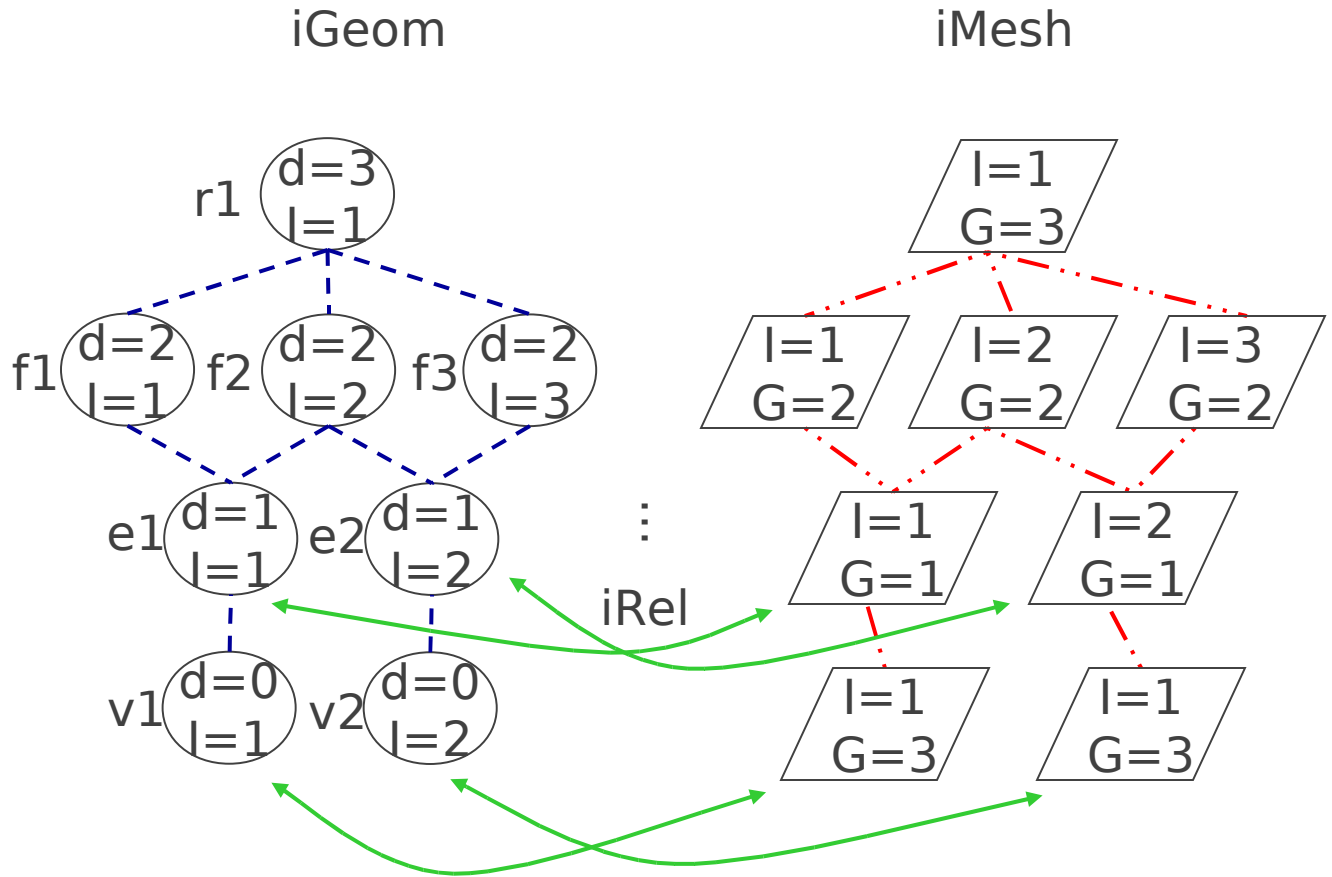 iGeom
iMesh
r1
d=3
I=1
I=1
G=3
f1
d=2
I=1
f2
d=2
I=2
f3
d=2
I=3
I=1
G=2
I=2
G=2
I=3
G=2
e1
d=1
I=1
e2
d=1
I=2
...
iRel
I=1
G=1
I=2
G=1
v1
d=0
I=1
v2
d=0
I=2
I=1
G=3
I=1
G=3